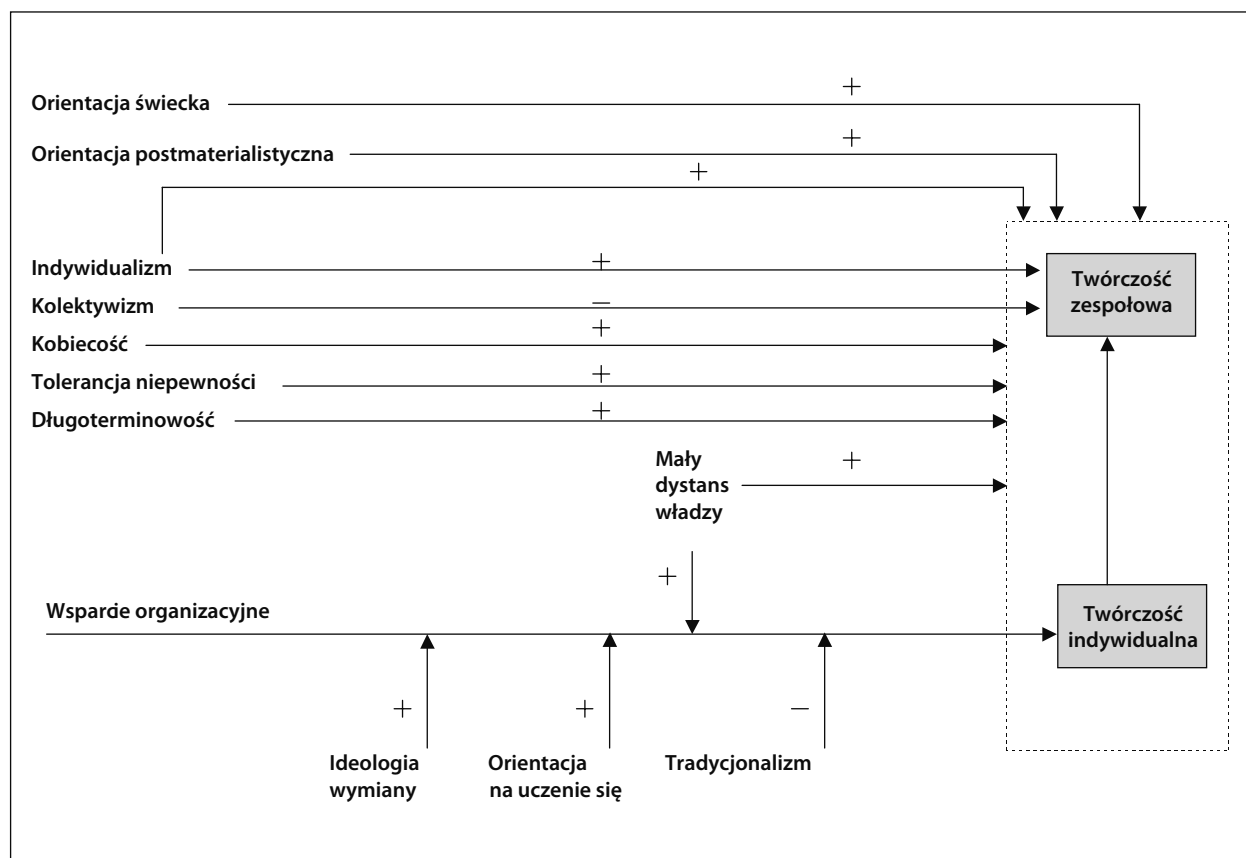 +
Orientacja świecka
+
Orientacja postmaterialistyczna
+
Indywidualizm
+
Twórczość
zespołowa
Kolektywizm
–
+
Kobiecość
Tolerancja niepewności
+
Długoterminowość
+
Mały
dystans
władzy
+
+
Wsparcie organizacyjne
Twórczość
indywidualna
+
+
–
Ideologia
wymiany
Orientacja
na uczenie się
Tradycjonalizm